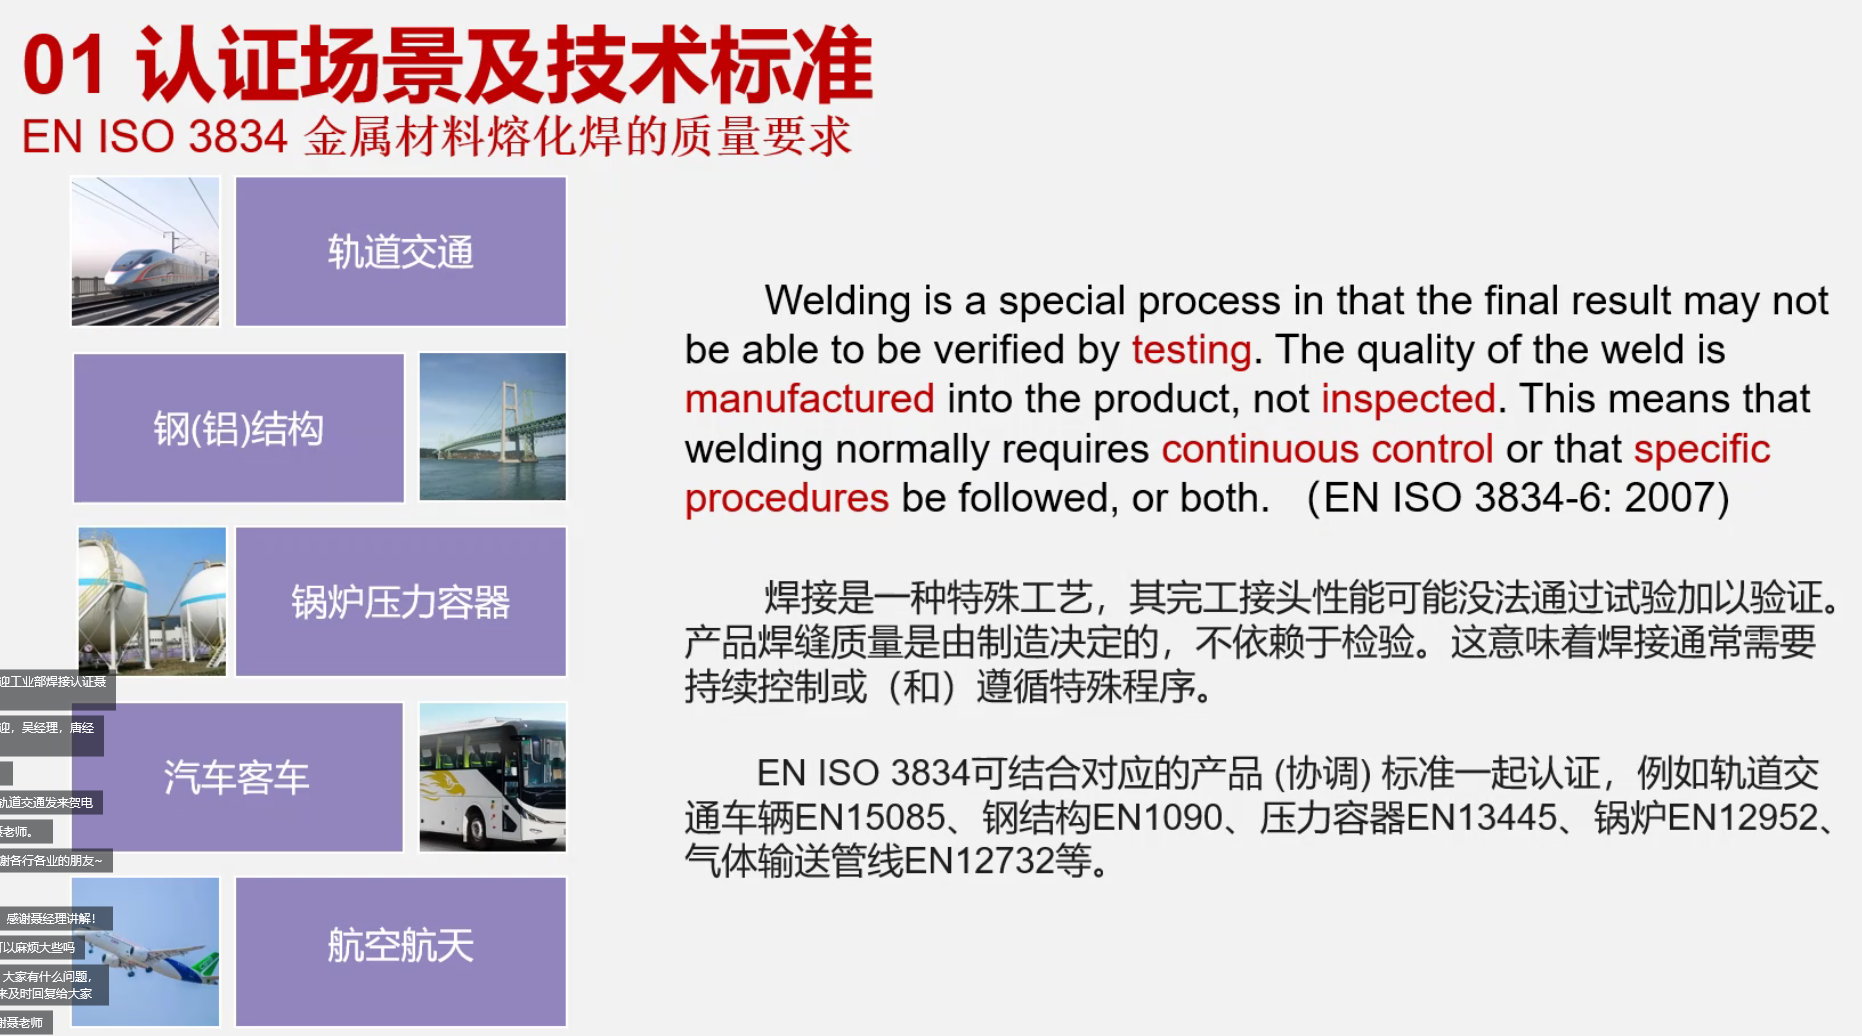 01 认证场景及技术标准
EN ISO 3834 金属材料熔化焊的质量要求
轨道交通
钢(铝)结构
锅炉压力容器
汽车客车
航空航天
Welding is a special process in that the final result may not
be able to be verified by testing. The quality of the weld is
manufactured into the product, not inspected. This means that
welding normally requires continuous control or that specific
procedures be followed, or both. （EN ISO 3834-6: 2007)
焊接是一种特殊工艺，其完工接头性能可能没法通过试验加以验证。
产品焊缝质量是由制造决定的，不依赖于检验。这意味着焊接通常需要
持续控制或（和）遵循特殊程序。
EN ISO 3834可结合对应的产品 (协调) 标准一起认证，例如轨道交
通车辆EN15085、钢结构EN1090、压力容器EN13445、锅炉EN12952、
气体输送管线EN12732等。
迎工业部焊接认证聂
迎，吴经理，唐经
轨道交通发来贺电
聂老师。
谢各行各业的朋友~
感谢聂经理讲解！
可以麻烦大些吗
大家有什么问题，
来及时回复给大家
谢聂老师